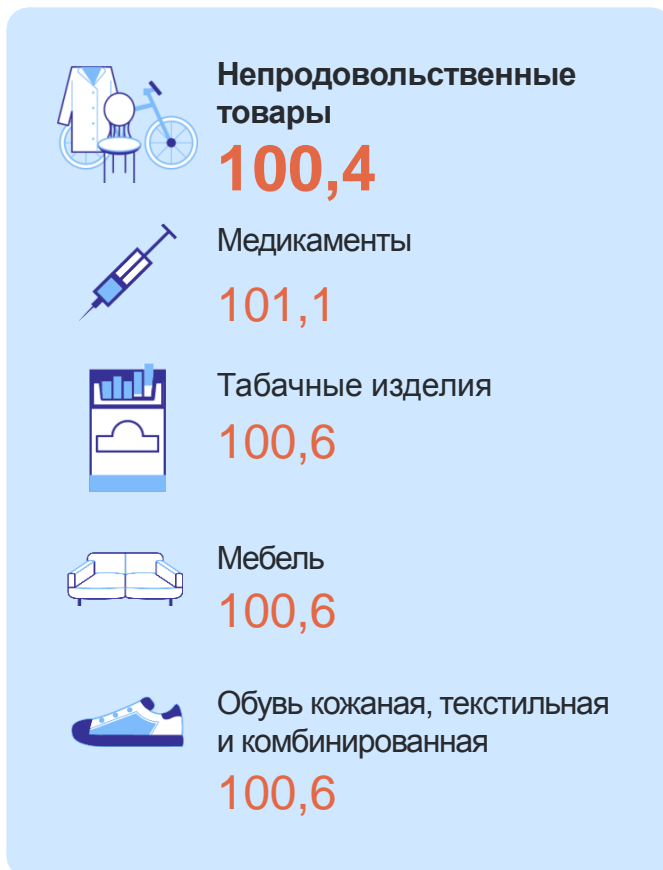 Непродовольственные
товары
100,4
Медикаменты
101,1
Табачные изделия
100,6
Мебель
100,6
Обувь кожаная, текстильная
и комбинированная
100,6